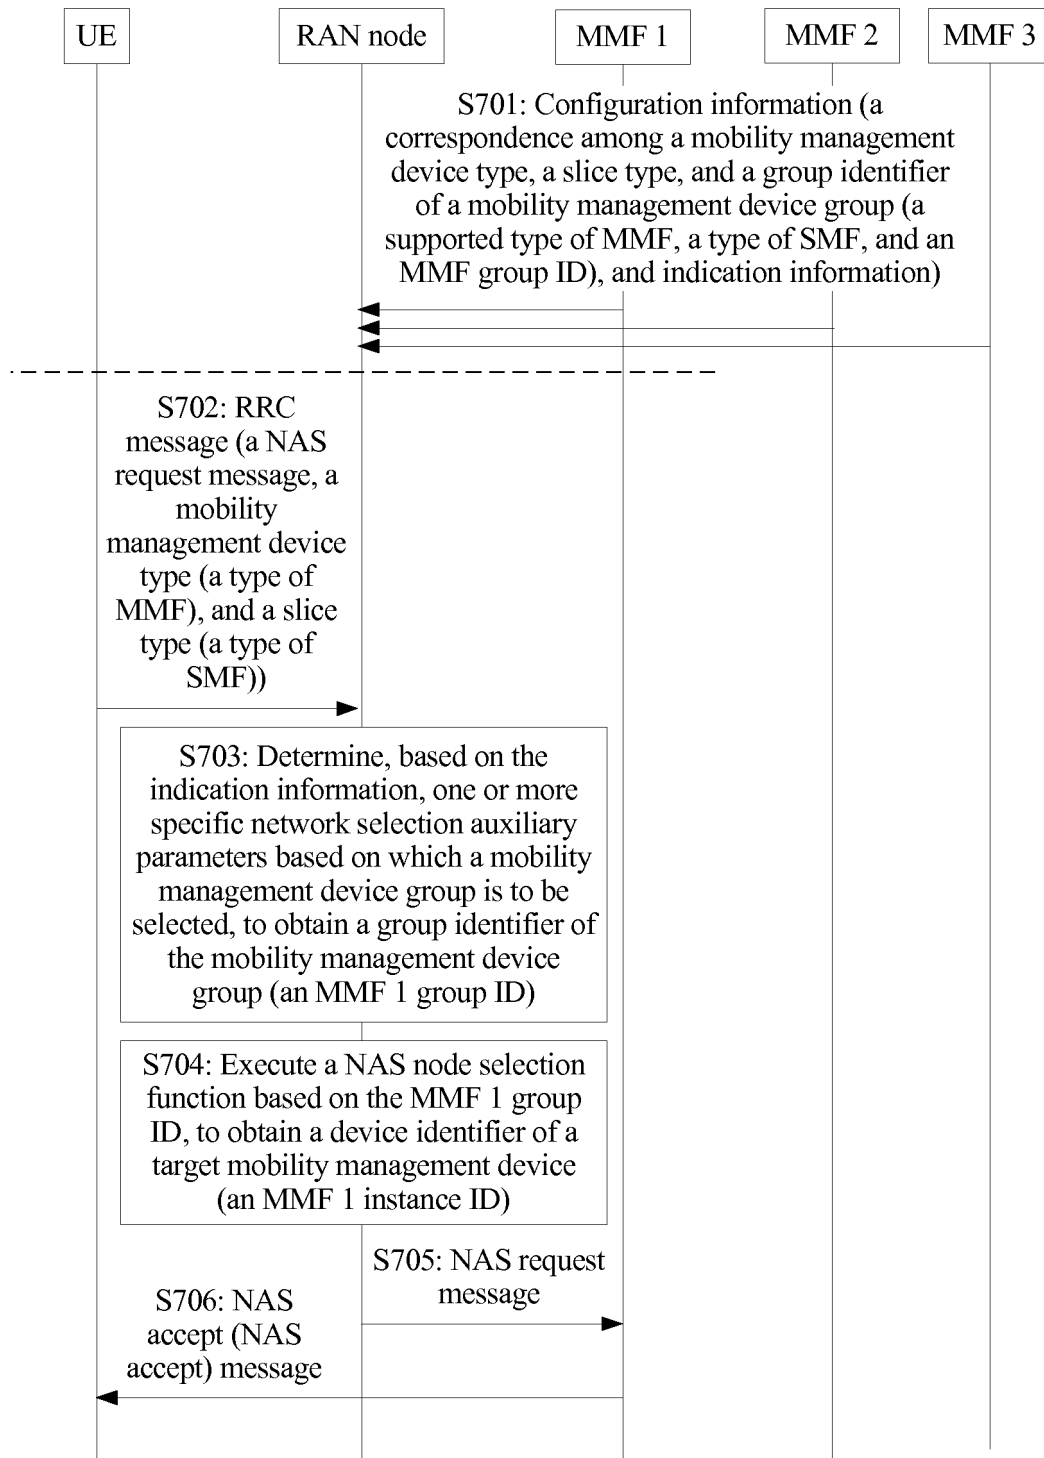 UE
RAN node
MMF 1
MMF 2
MMF 3
S701: Configuration information (a
correspondence among a mobility management
device type, a slice type, and a group identifier
of a mobility management device group (a
supported type of MMF, a type of SMF, and an
MMF group ID), and indication information)
S702: RRC
message (a NAS
request message, a
mobility
management device
type (a type of
MMF), and a slice
type (a type of
SMF))
S703: Determine, based on the
indication information, one or more
specific network selection auxiliary
parameters based on which a mobility
management device group is to be
selected, to obtain a group identifier of
the mobility management device
group (an MMF 1 group ID)
S704: Execute a NAS node selection
function based on the MMF 1 group
ID, to obtain a device identifier of a
target mobility management device
(an MMF 1 instance ID)
S705: NAS request
message
S706: NAS
accept (NAS
accept) message